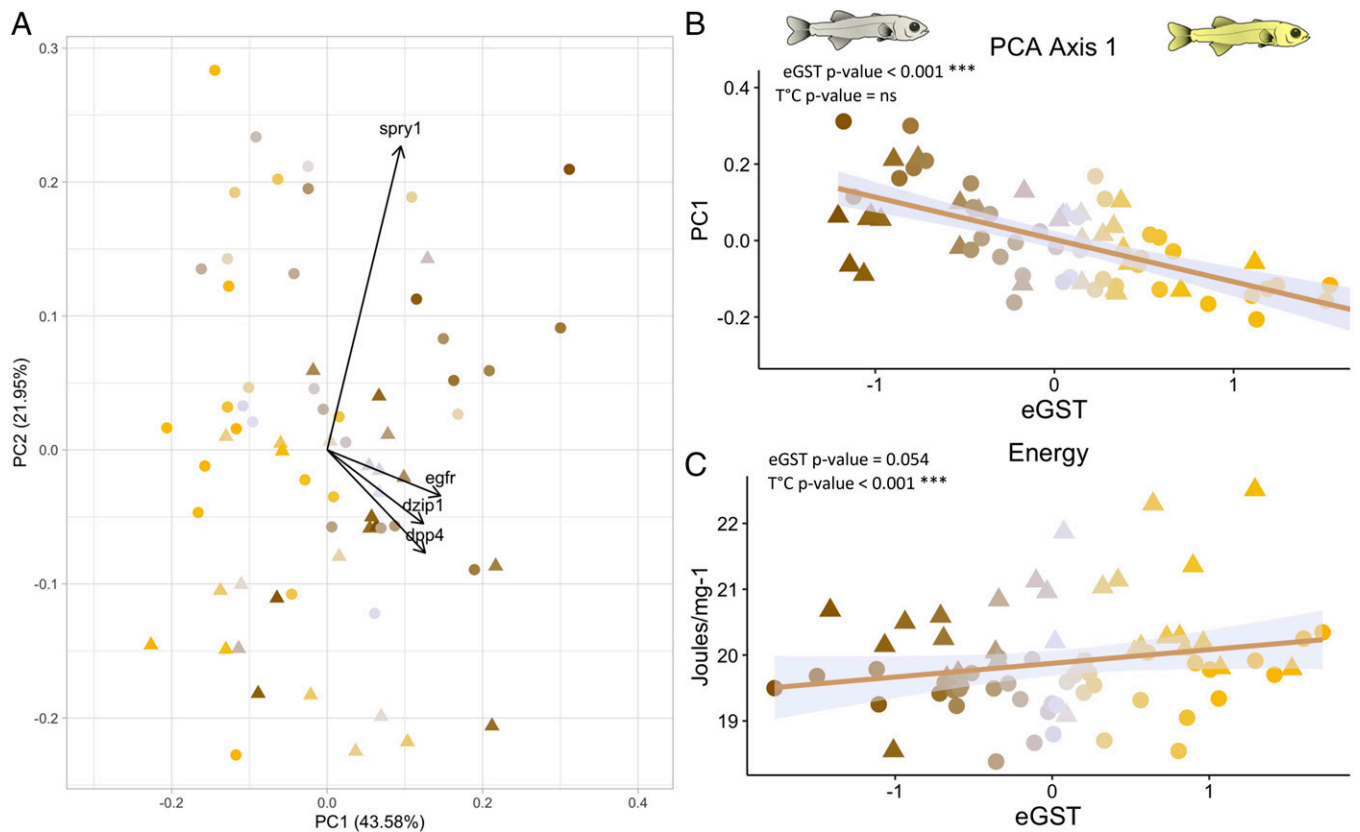 A
0.3
0.2
0.1
0.0
-0.1
-0.2
PC2 (21.95%)
spry1
egfr
dzip1
dpp4
-0.2
0.0
0.2
0.4
PC1 (43.58%)
B
PCA Axis 1
eGST p-value < 0.001 ***
T°C p-value = ns
0.4
0.2
0.0
-0.2
PC1
-1
0
1
eGST
C
Energy
eGST p-value = 0.054
T°C p-value < 0.001 ***
22
21
20
19
Joules/mg-1
-1
0
1
eGST